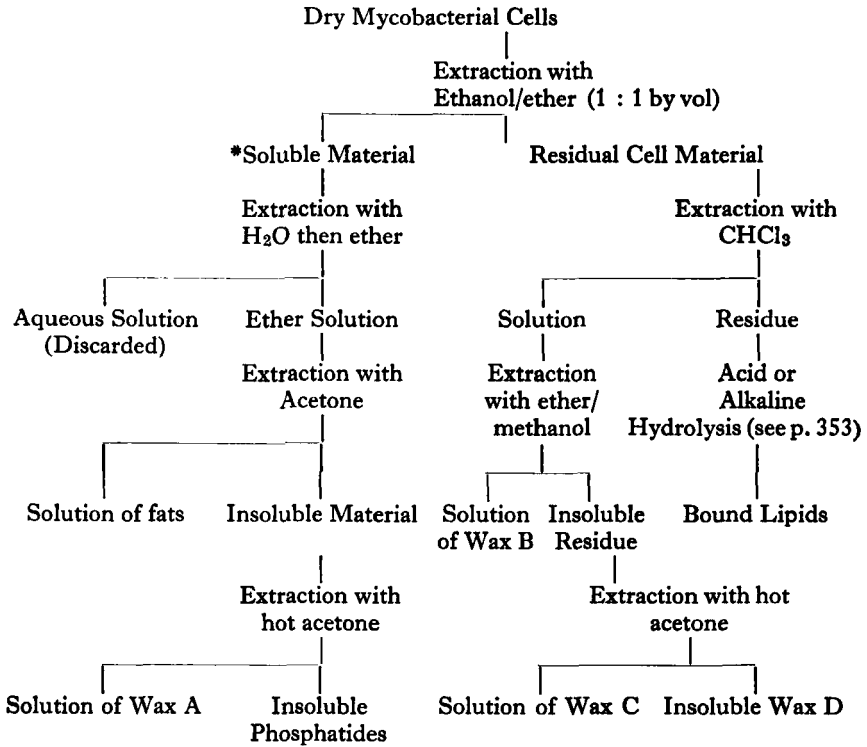 Dry Mycobacterial Cells
Extraction with
Ethanol/ether (1 : 1 by vol)
*Soluble Material
Residual Cell Material
Extraction with
H₂O then ether
Extraction with
CHCl₃
Aqueous Solution
(Discarded)
Ether Solution
Solution
Residue
Extraction with
Acetone
Extraction
with ether/
methanol
Acid or
Alkaline
Hydrolysis (see p. 353)
Solution of fats
Insoluble Material
Solution
of Wax B
Insoluble
Residue
Bound Lipids
Extraction with
hot acetone
Extraction with hot
acetone
Solution of Wax A
Insoluble
Phosphatides
Solution of Wax C
Insoluble Wax D